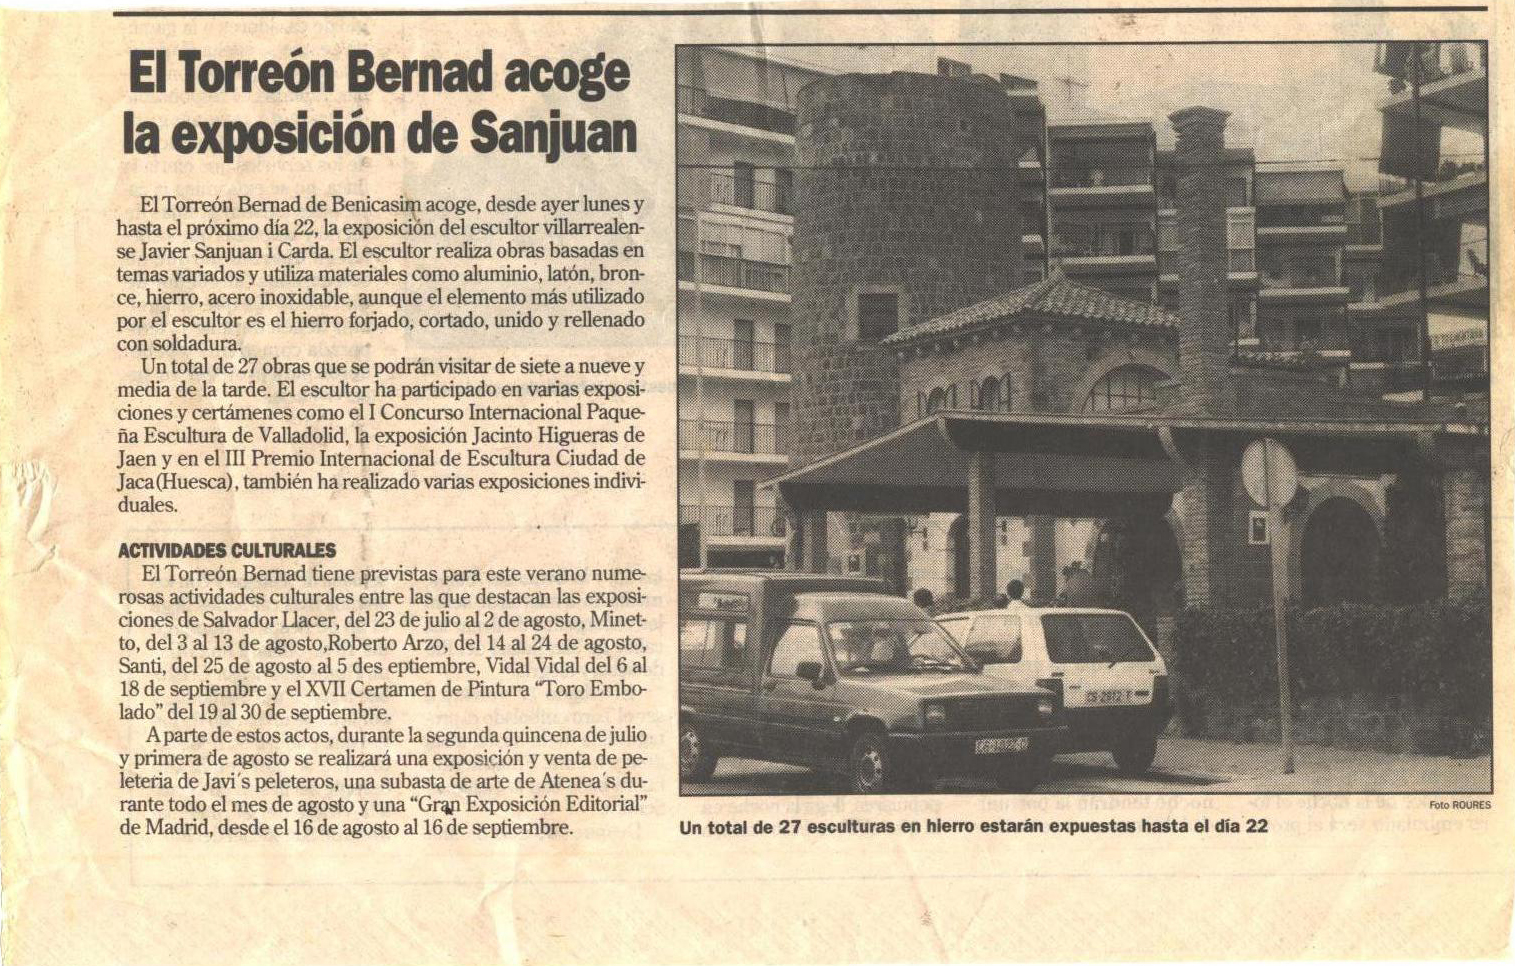 El Torreón Bernad acoge
la exposición de Sanjuan
El Torreón Bernad de Benicasim acoge, desde ayer lunes y
hasta el próximo día 22, la exposición del escultor villarrealen-
se Javier Sanjuan i Carda. El escultor realiza obras basadas en
temas variados y utiliza materiales como aluminio, latón, bron-
ce, hierro, acero inoxidable, aunque el elemento más utilizado
por el escultor es el hierro forjado, cortado, unido y rellenado
con soldadura.
Un total de 27 obras que se podrán visitar de siete a nueve y
media de la tarde. El escultor ha participado en varias exposi-
ciones y certámenes como el I Concurso Internacional Paque-
ña Escultura de Valladolid, la exposición Jacinto Higueras de
Jaen y en el III Premio Internacional de Escultura Ciudad de
Jaca(Huesca), también ha realizado varias exposiciones indivi-
duales.
ACTIVIDADES CULTURALES
El Torreón Bernad tiene previstas para este verano nume-
rosas actividades culturales entre las que destacan las exposi-
ciones de Salvador Llacer, del 23 de julio al 2 de agosto, Minet-
to, del 3 al 13 de agosto,Roberto Arzo, del 14 al 24 de agosto,
Santi, del 25 de agosto al 5 des eptiembre, Vidal Vidal del 6 al
18 de septiembre y el XVII Certamen de Pintura “Toro Embo-
lado” del 19 al 30 de septiembre.
A parte de estos actos, durante la segunda quincena de julio
y primera de agosto se realizará una exposición y venta de pe-
letería de Javi´s peleteros, una subasta de arte de Atenea´s du-
rante todo el mes de agosto y una “Gran Exposición Editorial”
de Madrid, desde el 16 de agosto al 16 de septiembre.
Foto ROURES
Un total de 27 esculturas en hierro estarán expuestas hasta el día 22